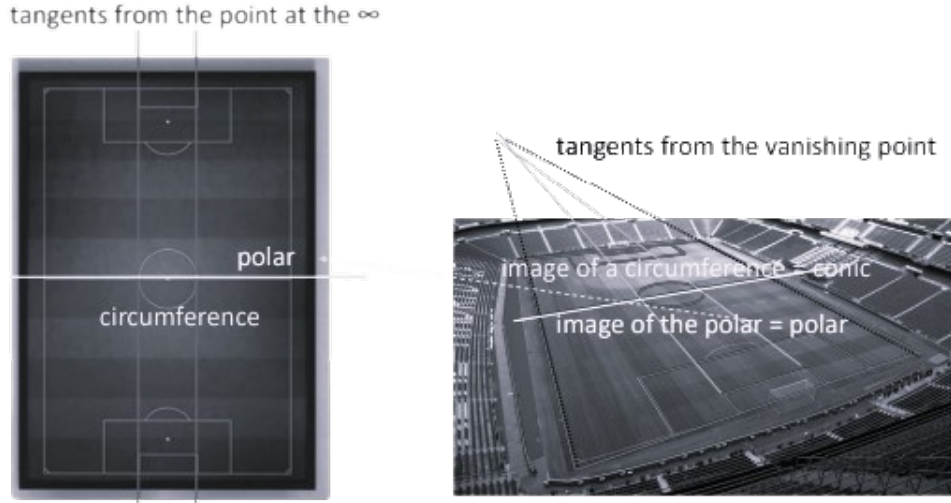 tangents from the point at the ∞
tangents from the vanishing point
polar
circumference
image of a circumference = conic
image of the polar = polar